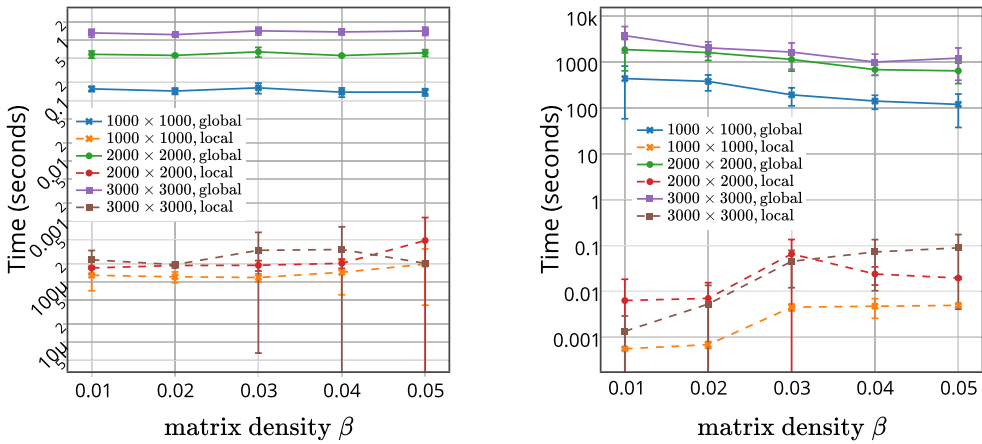 Time (seconds)
2
1
5
2
0.1
5
2
0.01
5
2
0.001
5
2
100μ
5
2
10μ
5
1000 × 1000, global
1000 × 1000, local
2000 × 2000, global
2000 × 2000, local
3000 × 3000, global
3000 × 3000, local
0.01 0.02 0.03 0.04 0.05
matrix density β
Time (seconds)
10k
1000
100
10
1
0.1
0.01
0.001
1000 × 1000, global
1000 × 1000, local
2000 × 2000, global
2000 × 2000, local
3000 × 3000, global
3000 × 3000, local
0.01 0.02 0.03 0.04 0.05
matrix density β